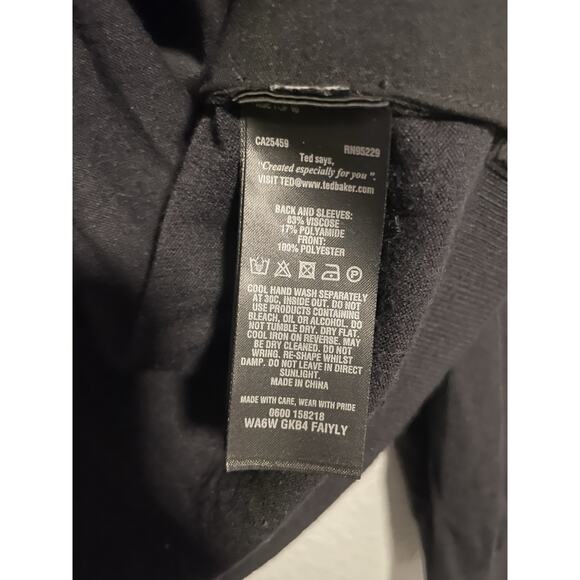 CA25459 RN95229
Ted says,
"Created especially for you".
VISIT TED@www.tedbaker.com
BACK AND SLEEVES:
83% VISCOSE
17% POLYAMIDE
FRONT:
100% POLYESTER
P
COOL HAND WASH SEPARATELY
AT 30C, INSIDE OUT. DO NOT
USE PRODUCTS CONTAINING
BLEACH, OIL OR ALCOHOL. DO
NOT TUMBLE DRY. DRY FLAT.
COOL IRON ON REVERSE. MAY
BE DRY CLEANED. DO NOT
WRING. RE-SHAPE WHILST
DAMP. DO NOT LEAVE IN DIRECT
SUNLIGHT.
MADE IN CHINA
MADE WITH CARE, WEAR WITH PRIDE
0600 158218
WA6W GKB4 FAIYLY